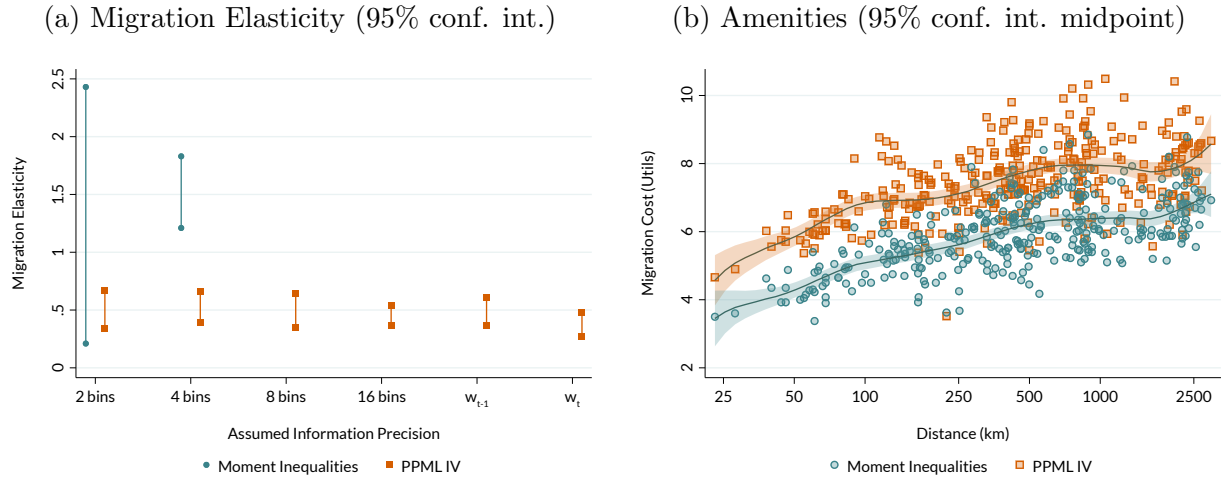 (a) Migration Elasticity (95% conf. int.)
2.5
2
1.5
1
.5
0
Migration Elasticity
2 bins 4 bins 8 bins 16 bins w_{t-1} w_t
Assumed Information Precision
Moment Inequalities PPML IV
(b) Amenities (95% conf. int. midpoint)
10
8
6
4
2
Migration Cost (Utils)
25 50 100 250 500 1000 2500
Distance (km)
Moment Inequalities PPML IV